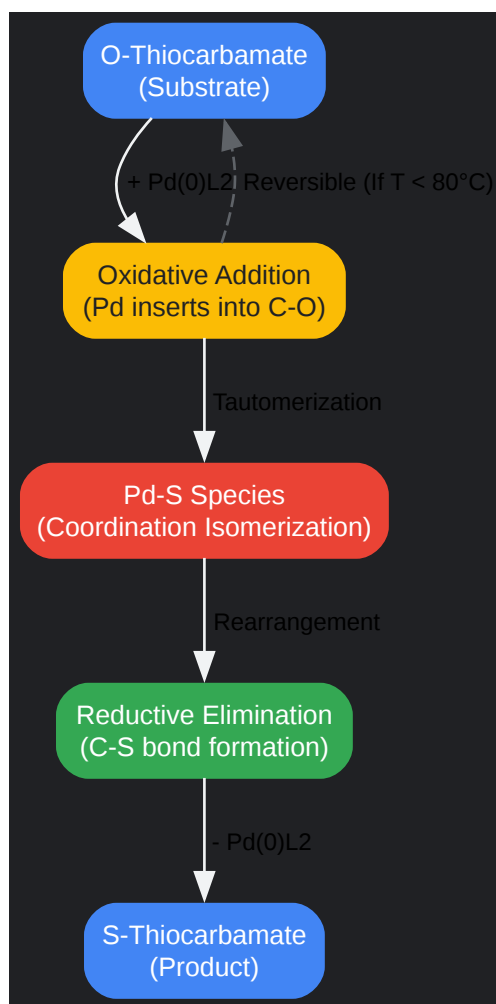 O-Thiocarbamate
(Substrate)
+ Pd(0)L2
Reversible (If T < 80°C)
Oxidative Addition
(Pd inserts into C-O)
Tautomerization
Pd-S Species
(Coordination Isomerization)
Rearrangement
Reductive Elimination
(C-S bond formation)
- Pd(0)L2
S-Thiocarbamate
(Product)